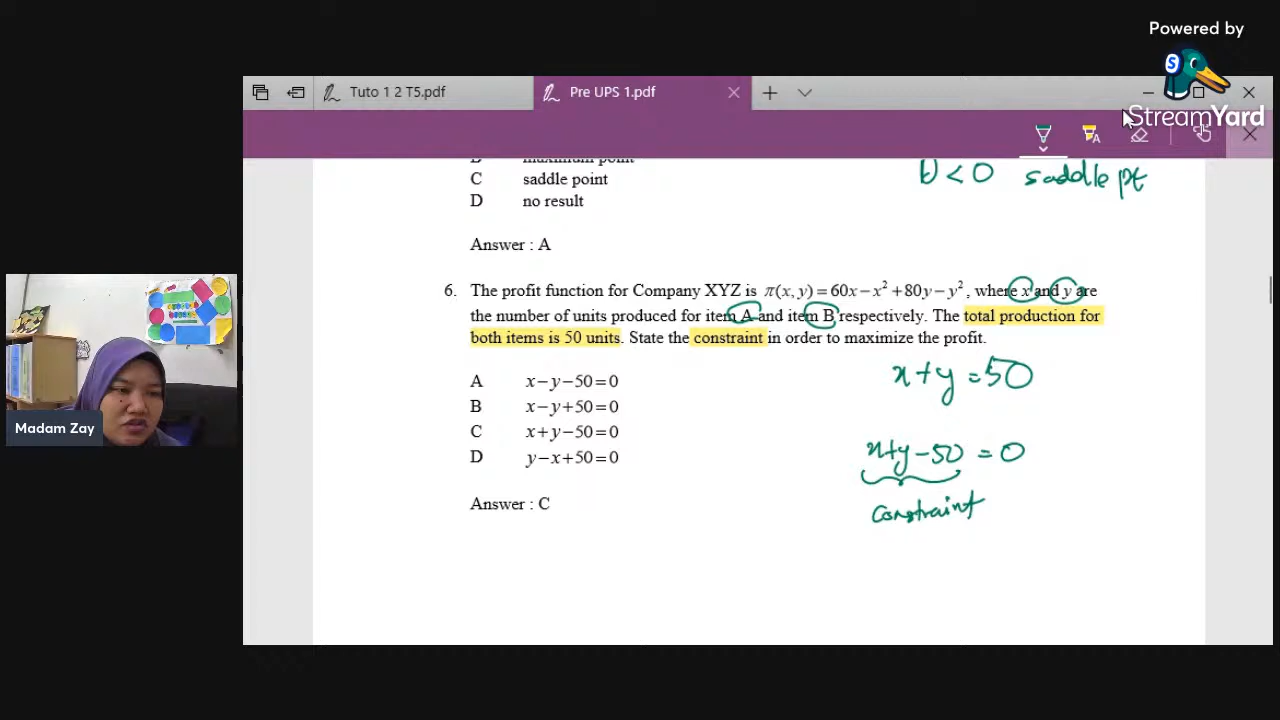 Powered by
StreamYard
Tuto 1 2 T5.pdf
Pre UPS 1.pdf
B maximum point
C saddle point
D no result
D < 0 saddle pt
Answer : A
6. The profit function for Company XYZ is π(x, y) = 60x − x² + 80y − y², where x and y are
the number of units produced for item A and item B respectively. The total production for
both items is 50 units. State the constraint in order to maximize the profit.
x + y = 50
A x − y − 50 = 0
B x − y + 50 = 0
C x + y − 50 = 0
D y − x + 50 = 0
x+y − 50 = 0
constraint
Answer : C
Madam Zay